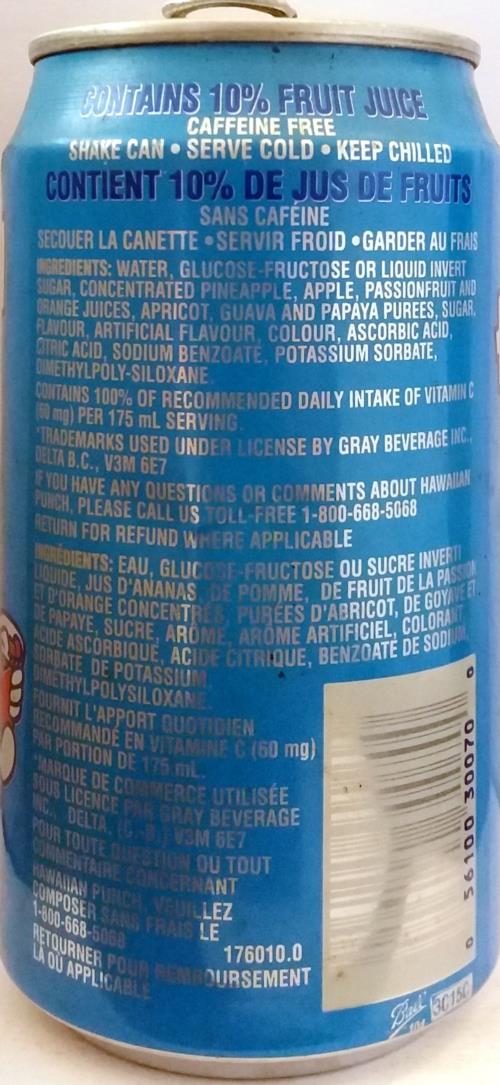 CONTAINS 10% FRUIT JUICE
CAFFEINE FREE
SHAKE CAN • SERVE COLD • KEEP CHILLED
CONTIENT 10% DE JUS DE FRUITS
SANS CAFÉINE
SECOUER LA CANETTE • SERVIR FROID • GARDER AU FRAIS
INGREDIENTS: WATER, GLUCOSE-FRUCTOSE OR LIQUID INVERT
SUGAR, CONCENTRATED PINEAPPLE, APPLE, PASSIONFRUIT AND
ORANGE JUICES, APRICOT, GUAVA AND PAPAYA PUREES, SUGAR,
FLAVOUR, ARTIFICIAL FLAVOUR, COLOUR, ASCORBIC ACID,
CITRIC ACID, SODIUM BENZOATE, POTASSIUM SORBATE,
DIMETHYLPOLY-SILOXANE.
CONTAINS 100% OF RECOMMENDED DAILY INTAKE OF VITAMIN C
(60 mg) PER 175 mL SERVING.
*TRADEMARKS USED UNDER LICENSE BY GRAY BEVERAGE INC.,
DELTA B.C., V3M 6E7
IF YOU HAVE ANY QUESTIONS OR COMMENTS ABOUT HAWAIIAN
PUNCH, PLEASE CALL US TOLL-FREE 1-800-668-5068
RETURN FOR REFUND WHERE APPLICABLE
INGRÉDIENTS: EAU, GLUCOSE-FRUCTOSE OU SUCRE INVERTI
LIQUIDE, JUS D'ANANAS, DE POMME, DE FRUIT DE LA PASSION
ET D'ORANGE CONCENTRÉS, PURÉES D'ABRICOT, DE GOYAVE ET
DE PAPAYE, SUCRE, ARÔME, ARÔME ARTIFICIEL, COLORANT,
ACIDE ASCORBIQUE, ACIDE CITRIQUE, BENZOATE DE SODIUM,
SORBATE DE POTASSIUM,
DIMETHYLPOLYSILOXANE.
FOURNIT L'APPORT QUOTIDIEN
RECOMMANDÉ EN VITAMINE C (60 mg)
PAR PORTION DE 175 mL.
*MARQUE DE COMMERCE UTILISÉE
SOUS LICENCE PAR GRAY BEVERAGE
INC., DELTA, (C.-B.) V3M 6E7
POUR TOUTE QUESTION OU TOUT
COMMENTAIRE CONCERNANT
HAWAIIAN PUNCH, VEUILLEZ
COMPOSER SANS FRAIS LE
1-800-668-5068
176010.0
RETOURNER POUR REMBOURSEMENT
LÀ OÙ APPLICABLE
0 56100 30070 0
Ball
104
3C15C